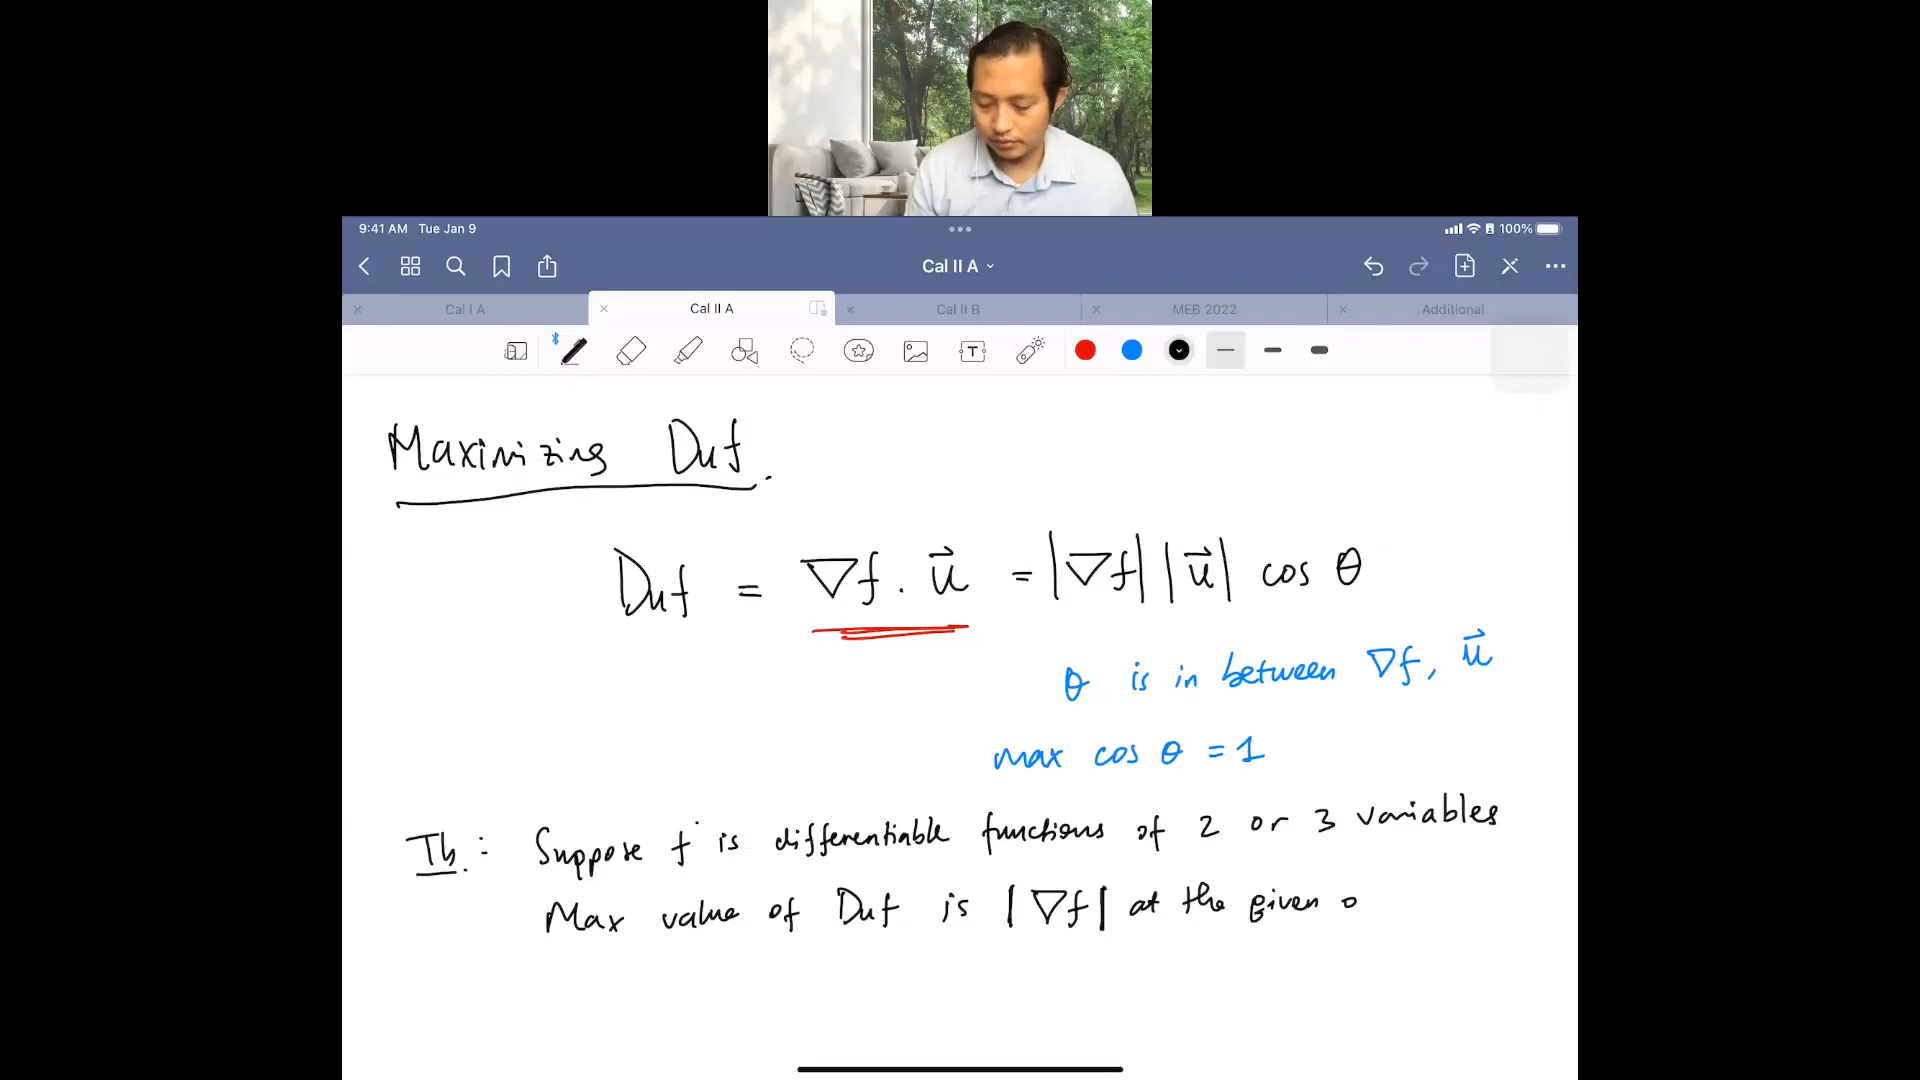 9:41 AM Tue Jan 9
100%
Cal II A
Cal I A
Cal II A
Cal II B
MEB 2022
Additional
T
Maximizing Duf.
Duf = ∇f . u⃗ = |∇f| |u⃗| cos θ
θ is in between ∇f, u⃗
max cos θ = 1
Th.: Suppose f is differentiable functions of 2 or 3 variables
Max value of Duf is |∇f| at the given